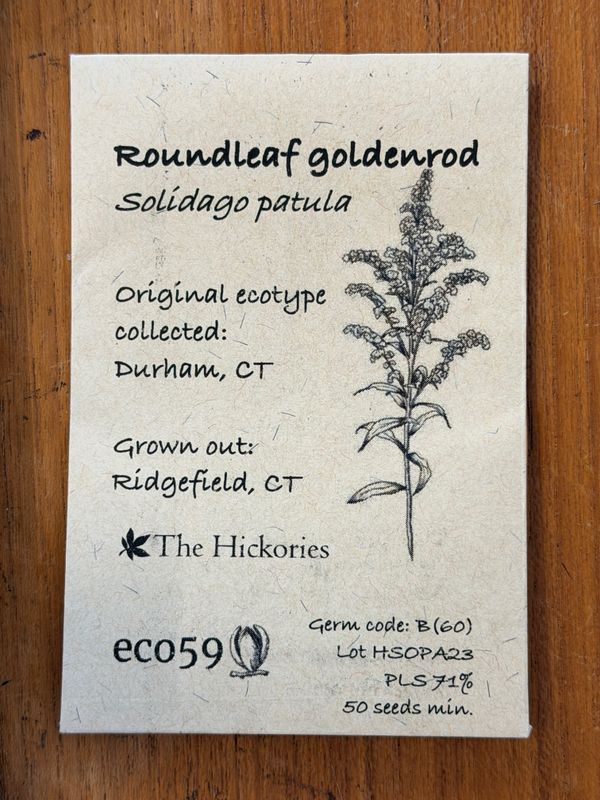 Roundleaf goldenrod
Solidago patula
Original ecotype
collected:
Durham, CT
Grown out:
Ridgefield, CT
The Hickories
eco59
Germ code: B(60)
Lot HSOPA23
PLS 71%
50 seeds min.